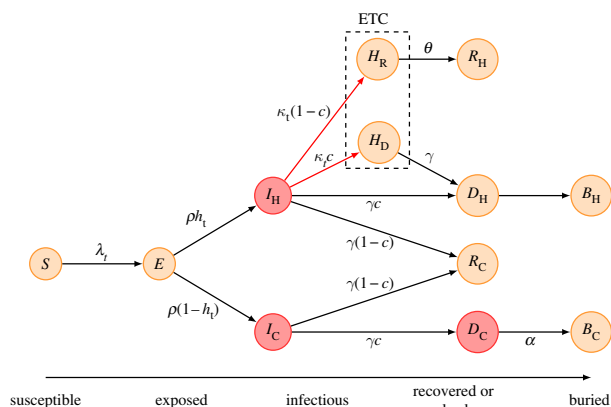 ETC
H_R
θ
R_H
κ_t(1−c)
H_D
κ_t c
γ
I_H
γc
D_H
B_H
ρh_t
γ(1−c)
S
λ_t
E
R_C
γ(1−c)
ρ(1−h_t)
I_C
γc
D_C
α
B_C
susceptible
exposed
infectious
recovered or
buried